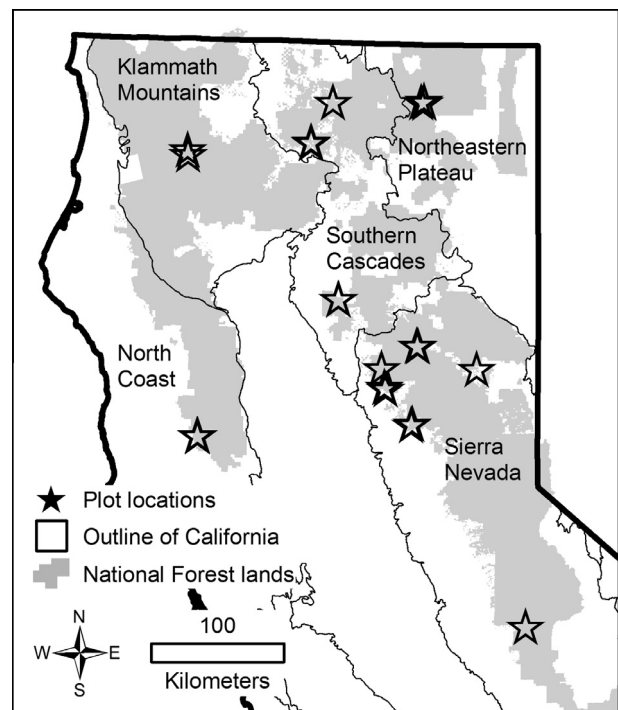 Klammath
Mountains
Northeastern
Plateau
Southern
Cascades
North
Coast
Sierra
Nevada
Plot locations
Outline of California
National Forest lands
N
W E
S
100
Kilometers